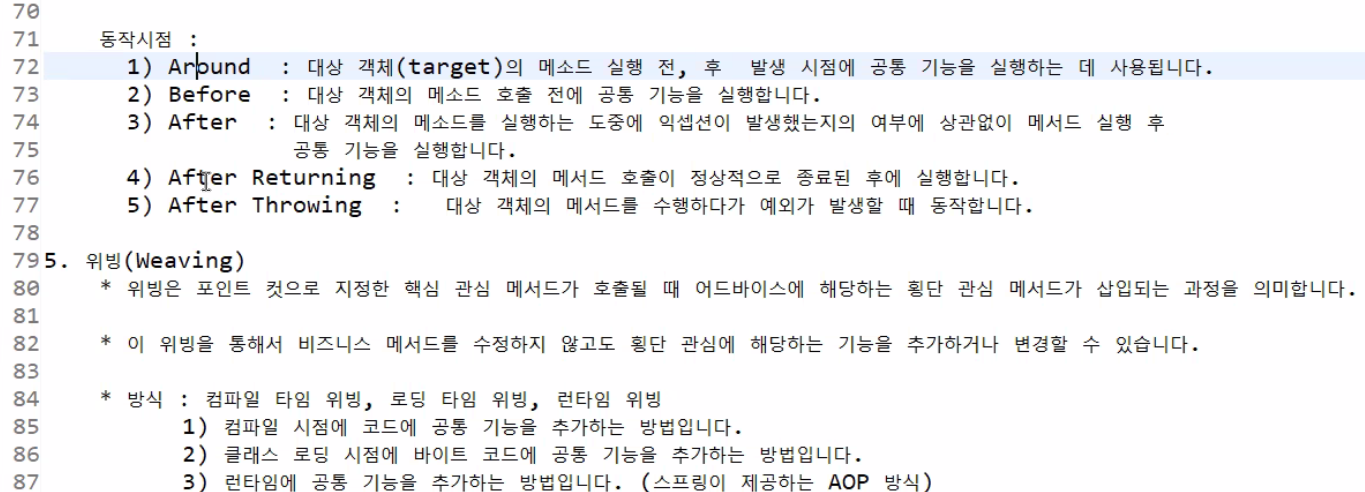 70
71 동작시점 :
72 1) Around : 대상 객체(target)의 메소드 실행 전, 후 발생 시점에 공통 기능을 실행하는 데 사용됩니다.
73 2) Before : 대상 객체의 메소드 호출 전에 공통 기능을 실행합니다.
74 3) After : 대상 객체의 메소드를 실행하는 도중에 익셉션이 발생했는지의 여부에 상관없이 메서드 실행 후
75 공통 기능을 실행합니다.
76 4) After Returning : 대상 객체의 메서드 호출이 정상적으로 종료된 후에 실행합니다.
77 5) After Throwing : 대상 객체의 메서드를 수행하다가 예외가 발생할 때 동작합니다.
78
79 5. 위빙(Weaving)
80 * 위빙은 포인트 컷으로 지정한 핵심 관심 메서드가 호출될 때 어드바이스에 해당하는 횡단 관심 메서드가 삽입되는 과정을 의미합니다.
81
82 * 이 위빙을 통해서 비즈니스 메서드를 수정하지 않고도 횡단 관심에 해당하는 기능을 추가하거나 변경할 수 있습니다.
83
84 * 방식 : 컴파일 타임 위빙, 로딩 타임 위빙, 런타임 위빙
85 1) 컴파일 시점에 코드에 공통 기능을 추가하는 방법입니다.
86 2) 클래스 로딩 시점에 바이트 코드에 공통 기능을 추가하는 방법입니다.
87 3) 런타임에 공통 기능을 추가하는 방법입니다. (스프링이 제공하는 AOP 방식)